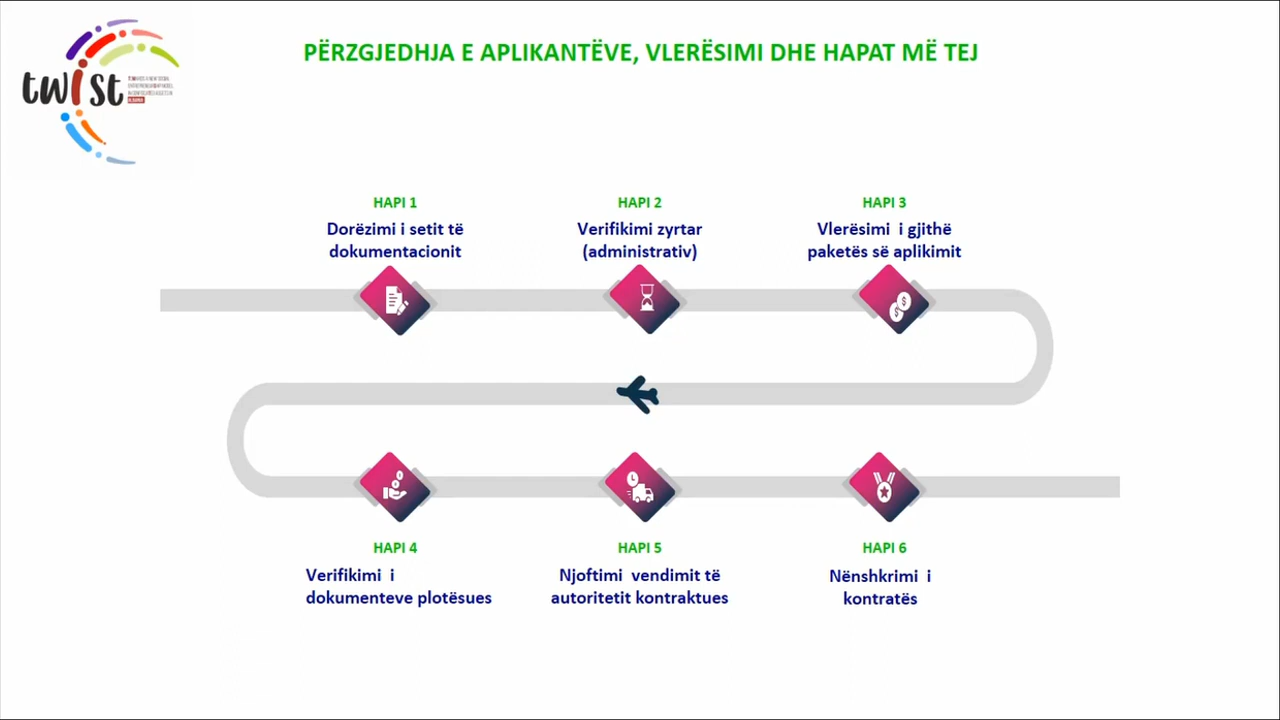 PËRZGJEDHJA E APLIKANTËVE, VLERËSIMI DHE HAPAT MË TEJ
twist
HAPI 1
Dorëzimi i setit të
dokumentacionit
HAPI 2
Verifikimi zyrtar
(administrativ)
HAPI 3
Vlerësimi i gjithë
paketës së aplikimit
HAPI 4
Verifikimi i
dokumenteve plotësues
HAPI 5
Njoftimi vendimit të
autoritetit kontraktues
HAPI 6
Nënshkrimi i
kontratës